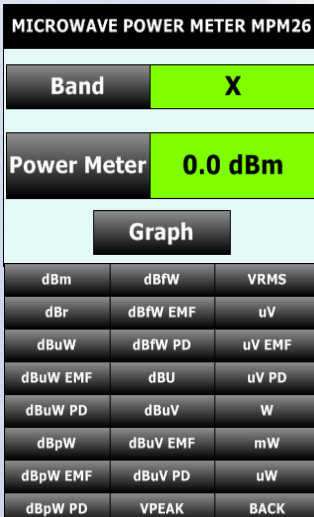 MICROWAVE POWER METER MPM26
Band X
Power Meter 0.0 dBm
Graph
dBm dBfW VRMS
dBr dBfW EMF uV
dBuW dBfW PD uV EMF
dBuW EMF dBU uV PD
dBuW PD dBuV W
dBpW dBuV EMF mW
dBpW EMF dBuV PD uW
dBpW PD VPEAK BACK